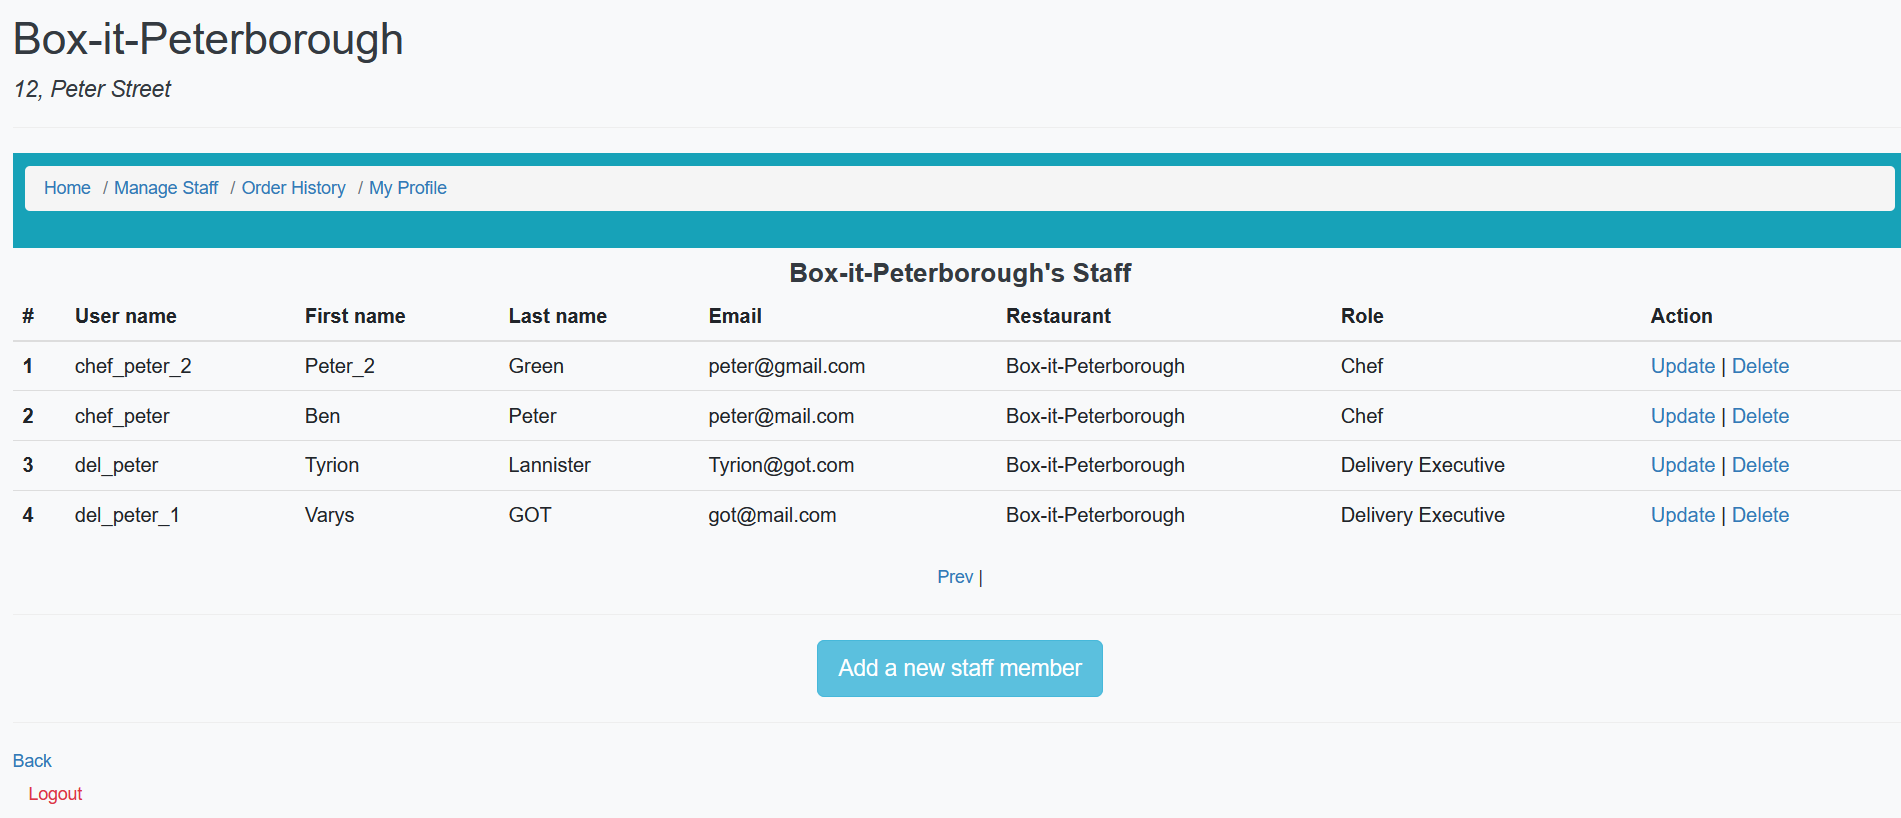 Box-it-Peterborough
12, Peter Street
Home / Manage Staff / Order History / My Profile
Box-it-Peterborough's Staff
# User name First name Last name Email Restaurant Role Action
1 chef_peter_2 Peter_2 Green peter@gmail.com Box-it-Peterborough Chef Update | Delete
2 chef_peter Ben Peter peter@mail.com Box-it-Peterborough Chef Update | Delete
3 del_peter Tyrion Lannister Tyrion@got.com Box-it-Peterborough Delivery Executive Update | Delete
4 del_peter_1 Varys GOT got@mail.com Box-it-Peterborough Delivery Executive Update | Delete
Prev |
Add a new staff member
Back
Logout